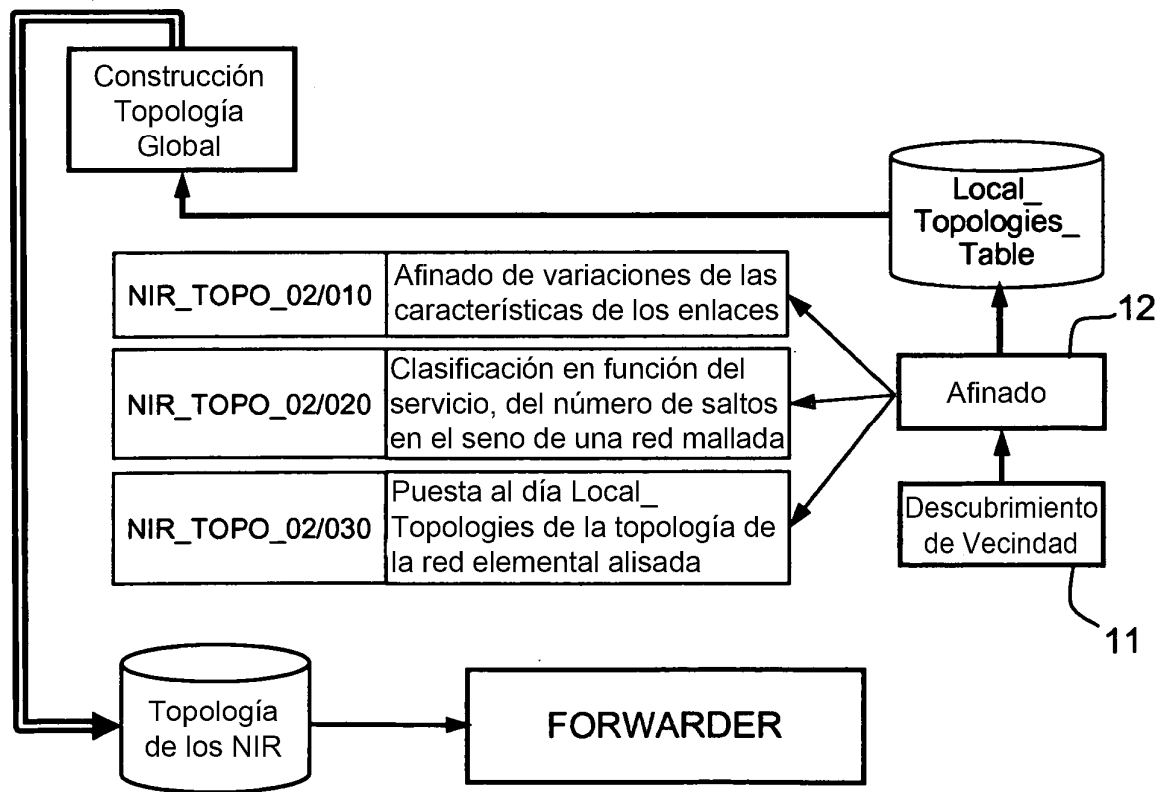 Construcción
Topología
Global
Local_
Topologies_
Table
NIR_TOPO_02/010
Afinado de variaciones de las
características de los enlaces
12
NIR_TOPO_02/020
Clasificación en función del
servicio, del número de saltos
en el seno de una red mallada
Afinado
NIR_TOPO_02/030
Puesta al día Local_
Topologies de la topología de
la red elemental alisada
Descubrimiento
de Vecindad
11
Topología
de los NIR
FORWARDER